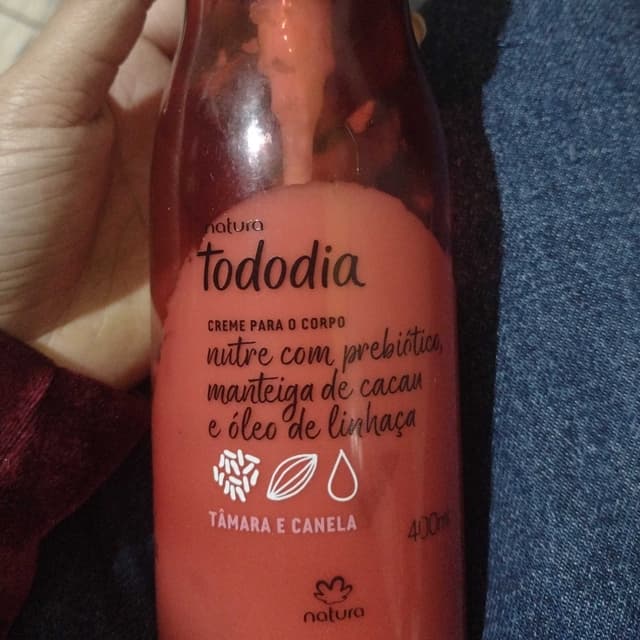 natura
tododia
CREME PARA O CORPO
nutre com prebiótico,
manteiga de cacau
e óleo de linhaça
TÂMARA E CANELA
400ml
natura